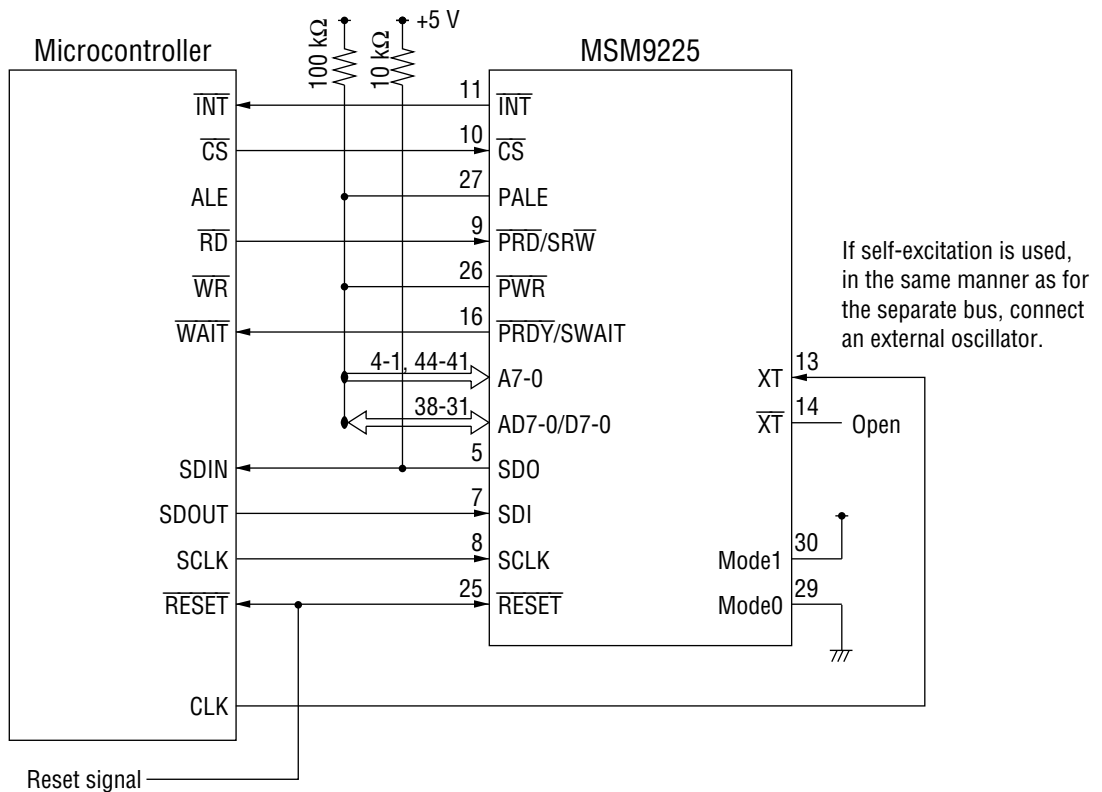 100 kΩ
10 kΩ
+5 V
Microcontroller
MSM9225
INT
11
INT
CS
10
CS
ALE
27
PALE
RD
9
PRD/SRW
WR
26
PWR
WAIT
16
PRDY/SWAIT
4-1, 44-41
A7-0
38-31
AD7-0/D7-0
SDIN
5
SDO
SDOUT
7
SDI
SCLK
8
SCLK
RESET
25
RESET
CLK
Reset signal
If self-excitation is used,
in the same manner as for
the separate bus, connect
an external oscillator.
XT
13
XT
14
Open
Mode1
30
Mode0
29